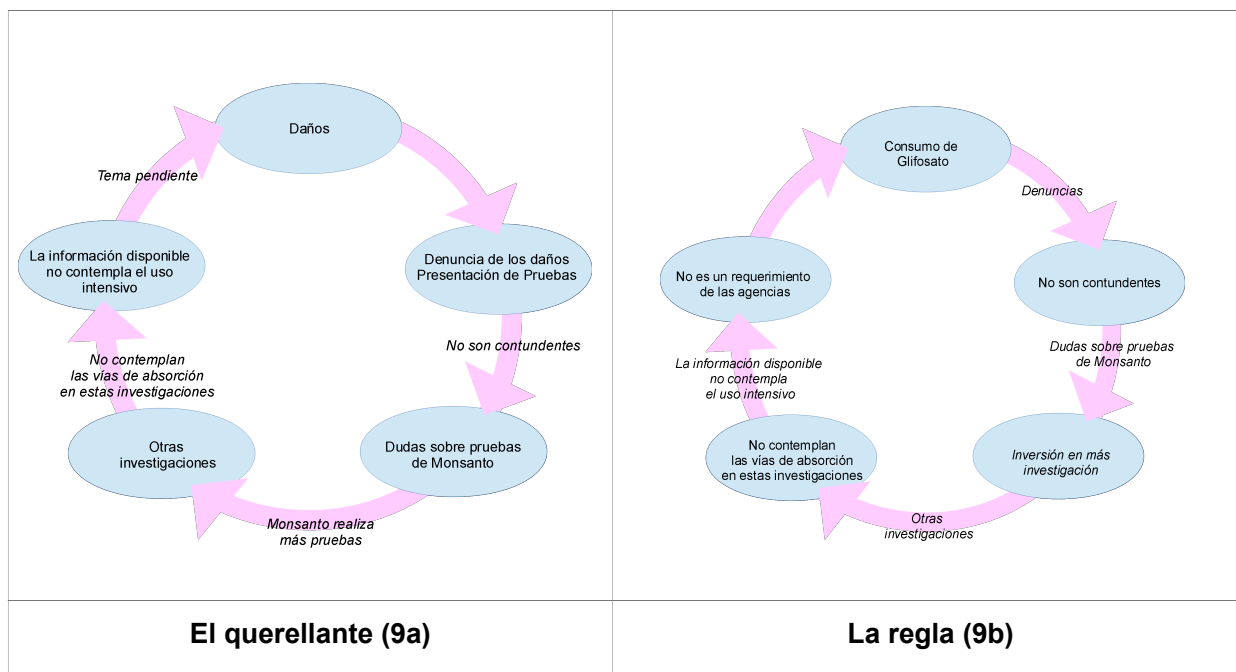 Daños
Tema pendiente
La información disponible
no contempla el uso
intensivo
Denuncia de los daños
Presentación de Pruebas
No son contundentes
No contemplan
las vías de absorción
en estas investigaciones
Otras
investigaciones
Dudas sobre pruebas
de Monsanto
Monsanto realiza
más pruebas
El querellante (9a)
Consumo de
Glifosato
Denuncias
No es un requerimiento
de las agencias
No son contundentes
Dudas sobre pruebas
de Monsanto
La información disponible
no contempla
el uso intensivo
No contemplan
las vías de absorción
en estas investigaciones
Inversión en más
investigación
Otras
investigaciones
La regla (9b)